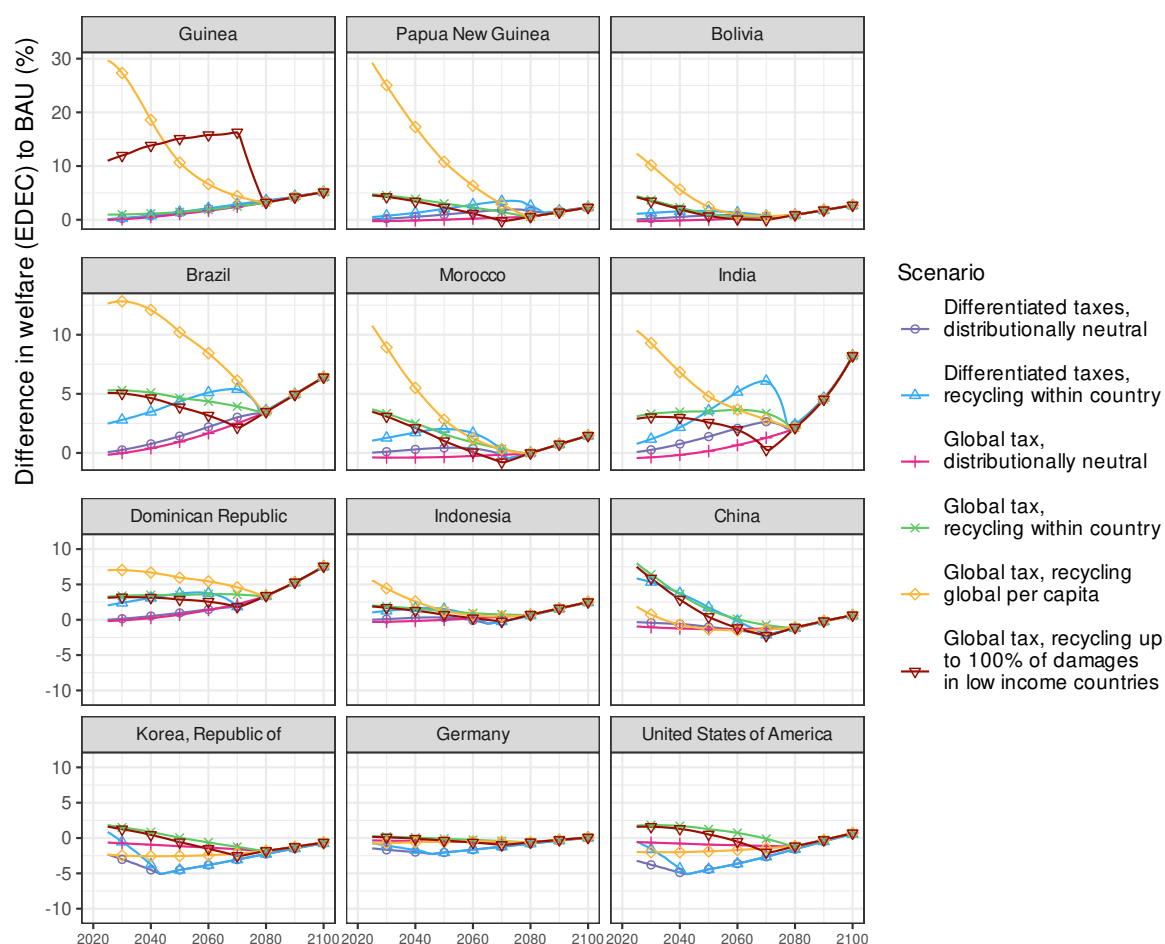 Difference in welfare (EDEC) to BAU (%)
Guinea
Papua New Guinea
Bolivia
30
20
10
0
Brazil
Morocco
India
10
5
0
Dominican Republic
Indonesia
China
10
5
0
-5
-10
Korea, Republic of
Germany
United States of America
10
5
0
-5
-10
2020 2040 2060 2080 2100
2020 2040 2060 2080 2100
2020 2040 2060 2080 2100
Scenario
Differentiated taxes,
distributionally neutral
Differentiated taxes,
recycling within country
Global tax,
distributionally neutral
Global tax,
recycling within country
Global tax, recycling
global per capita
Global tax, recycling up
to 100% of damages
in low income countries